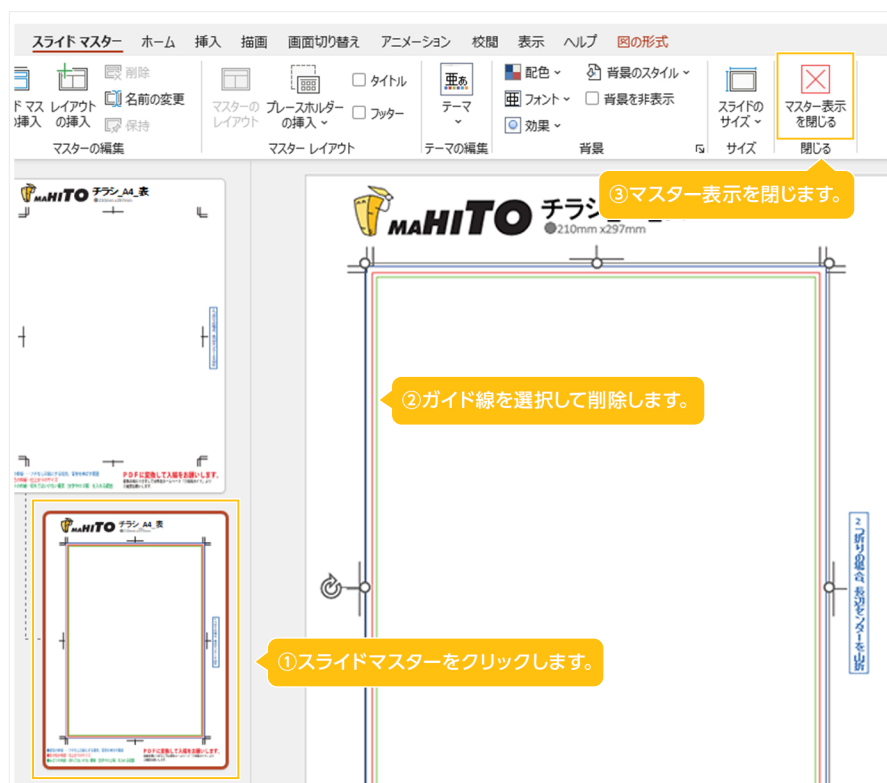 スライド マスター ホーム 挿入 描画 画面切り替え アニメーション 校閲 表示 ヘルプ 図の形式
ド マス
の挿入
レイアウト
の挿入
削除
名前の変更
保持
マスターの編集
マスターの
レイアウト
プレースホルダー
の挿入
タイトル
フッター
マスター レイアウト
亜あ
テーマ
テーマの編集
配色
亜 フォント
効果
背景のスタイル
背景を非表示
背景
スライドの
サイズ
サイズ
マスター表示
を閉じる
閉じる
③マスター表示を閉じます。
MAHITO チラシ_A4_表
PDFに変換して入稿をお願いします。
MAHITO チラシ
210mm x297mm
②ガイド線を選択して削除します。
2つ折りの場合、長辺センターを山折
MAHITO チラシ_A4_表
PDFに変換して入稿をお願いします。
①スライドマスターをクリックします。